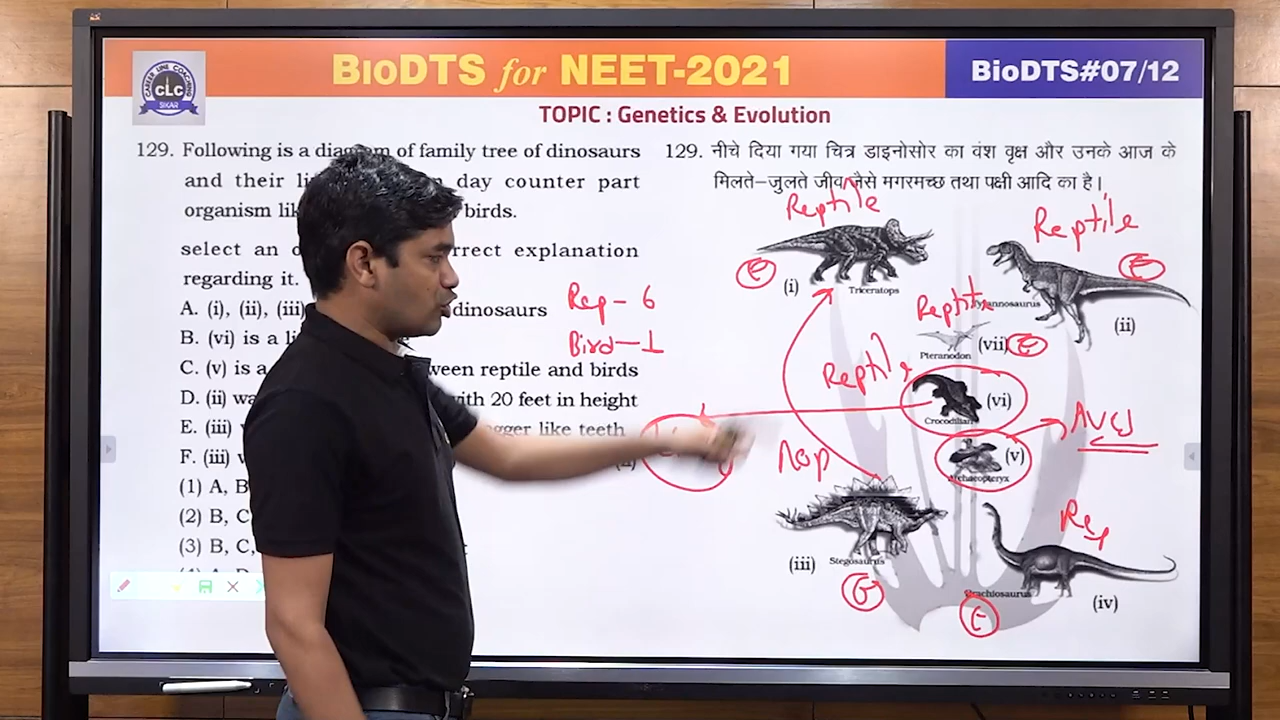 BIODTS for NEET-2021
BioDTS#07/12
CAREER LINE COACHING
CLC
SIKAR
TOPIC : Genetics & Evolution
129. Following is a diagram of family tree of dinosaurs
and their li day counter part
organism lik birds.
select an rrect explanation
regarding it.
A. (i), (ii), (iii) dinosaurs
B. (vi) is a li
C. (v) is a ween reptile and birds
D. (ii) wa with 20 feet in height
E. (iii) gger like teeth
F. (iii)
(1) A, B
(2) B, C
(3) B, C,
Rep-6
Bird-1
129. नीचे दिया गया चित्र डाइनोसोर का वंश वृक्ष और उनके आज के
मिलते-जुलते जीव जैसे मगरमच्छ तथा पक्षी आदि का है।
Reptile
Reptile
E
(i)
Triceratops
Tyrannosaurus
E
(ii)
Reptile
Pteranodon
(vii)
E
Reptile
Crocodilian
(vi)
Aves
Archaeopteryx
(v)
Rep
(iii)
Stegosaurus
E
Rep
Brachiosaurus
(iv)
E